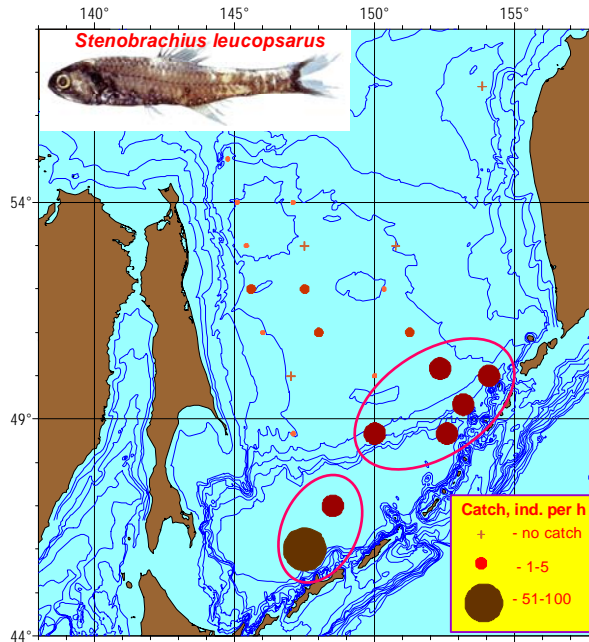 140° 145° 150° 155°
Stenobrachius leucopsarus
54°
49°
44°
Catch, ind. per h
+ - no catch
- 1-5
- 51-100